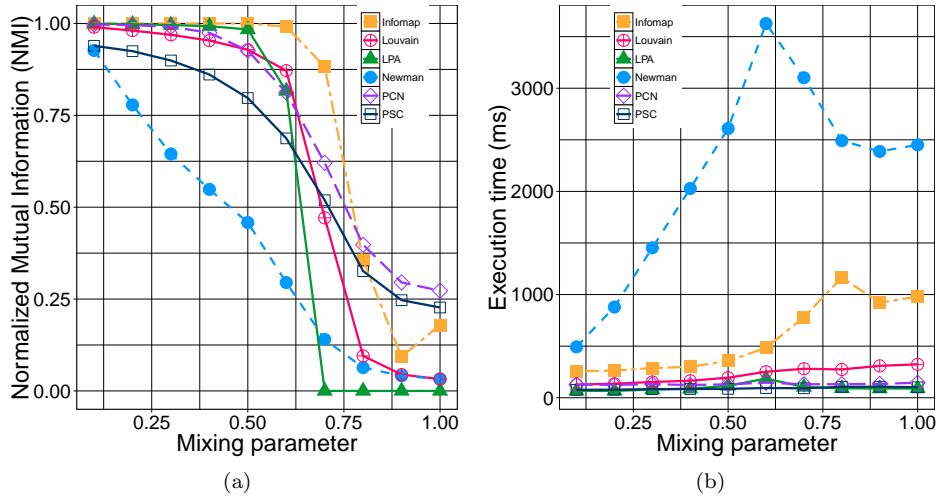 Normalized Mutual Information (NMI)
1.00
0.75
0.50
0.25
0.00
0.25
0.50
0.75
1.00
Mixing parameter
Infomap
Louvain
LPA
Newman
PCN
PSC
(a)
Execution time (ms)
3000
2000
1000
0
0.25
0.50
0.75
1.00
Mixing parameter
Infomap
Louvain
LPA
Newman
PCN
PSC
(b)